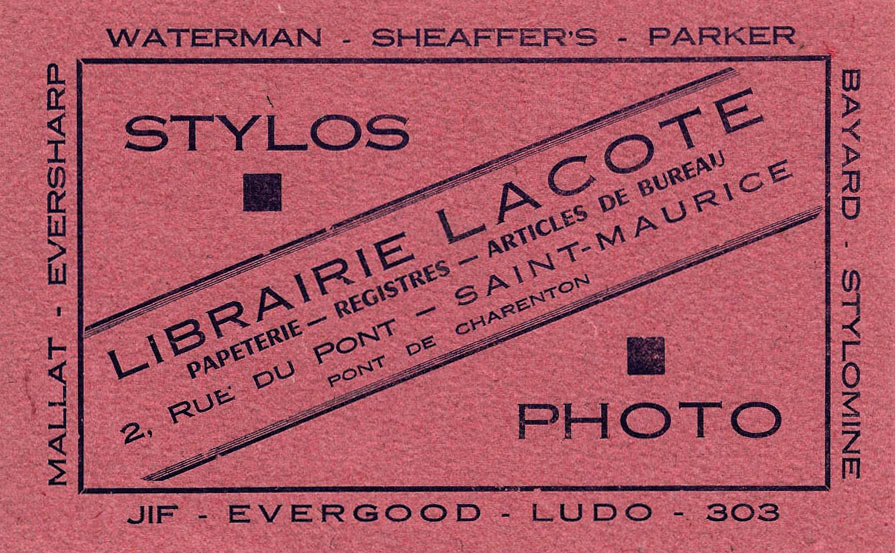 WATERMAN - SHEAFFER'S - PARKER
MALLAT - EVERSHARP
BAYARD - STYLOMINE
STYLOS
LIBRAIRIE LACOTE
PAPETERIE - REGISTRES - ARTICLES DE BUREAU
2, RUE DU PONT - SAINT-MAURICE
PONT DE CHARENTON
PHOTO
JIF - EVERGOOD - LUDO - 303